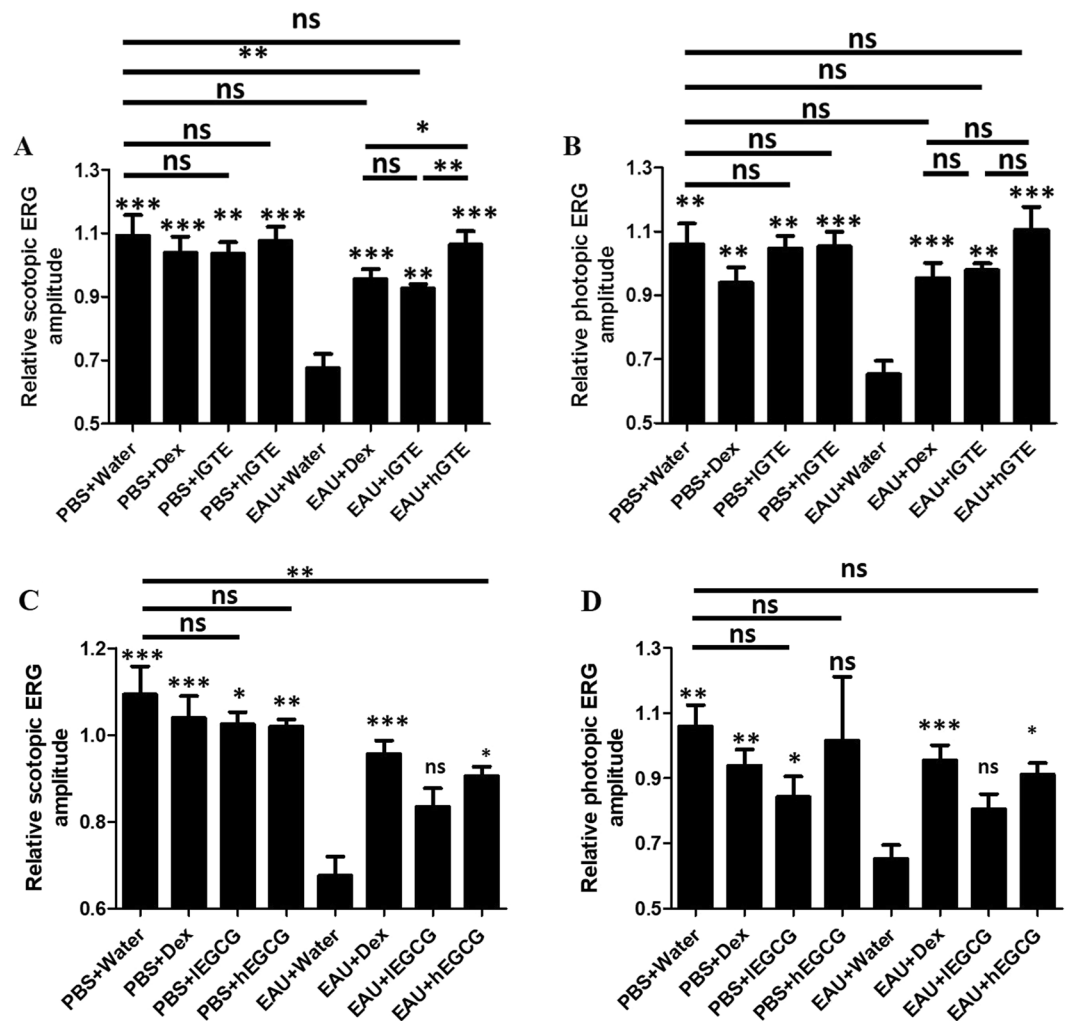 ns
**
ns
ns
ns
*
ns
**
A
Relative scotopic ERG
amplitude
1.3
1.1
0.9
0.7
0.5
***
***
**
***
***
**
***
PBS+Water
PBS+Dex
PBS+lGTE
PBS+hGTE
EAU+Water
EAU+Dex
EAU+lGTE
EAU+hGTE
ns
ns
ns
ns
ns
ns
ns
ns
B
Relative photopic ERG
amplitude
1.3
1.1
0.9
0.7
0.5
**
**
**
***
***
**
***
PBS+Water
PBS+Dex
PBS+lGTE
PBS+hGTE
EAU+Water
EAU+Dex
EAU+lGTE
EAU+hGTE
**
ns
ns
C
Relative scotopic ERG
amplitude
1.2
1.0
0.8
0.6
***
***
*
**
***
ns
*
PBS+Water
PBS+Dex
PBS+lEGCG
PBS+hEGCG
EAU+Water
EAU+Dex
EAU+lEGCG
EAU+hEGCG
ns
ns
ns
D
Relative photopic ERG
amplitude
1.3
1.1
0.9
0.7
0.5
**
**
*
ns
***
ns
*
PBS+Water
PBS+Dex
PBS+lEGCG
PBS+hEGCG
EAU+Water
EAU+Dex
EAU+lEGCG
EAU+hEGCG